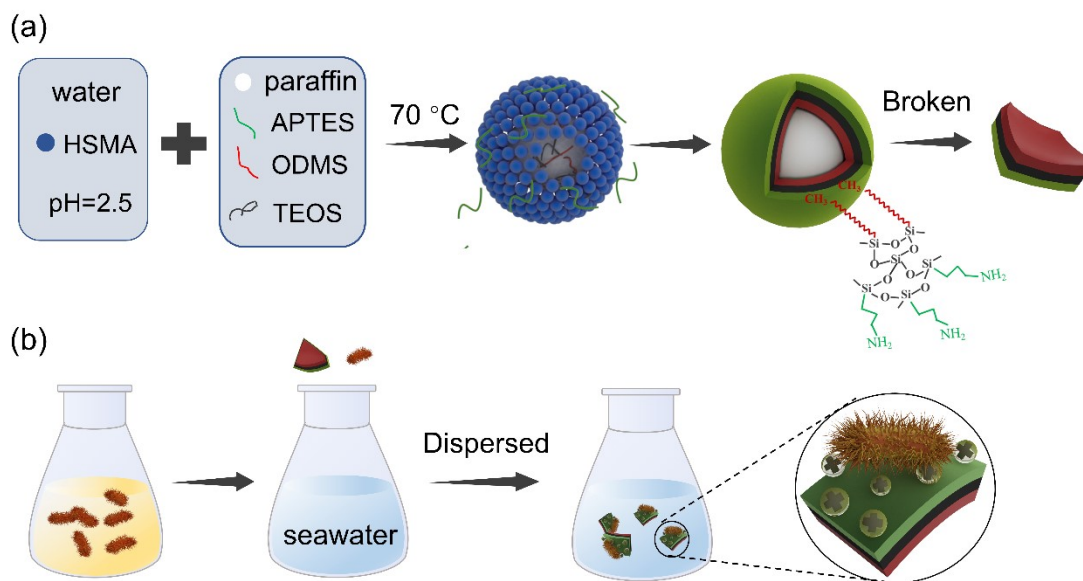 (a)
water
HSMA
pH=2.5
paraffin
APTES
ODMS
TEOS
70 °C
Broken
CH₃
CH₃
Si
Si
O
O
O
Si
O
O
O
Si
Si
O
O
Si
NH₂
NH₂
NH₂
(b)
seawater
Dispersed